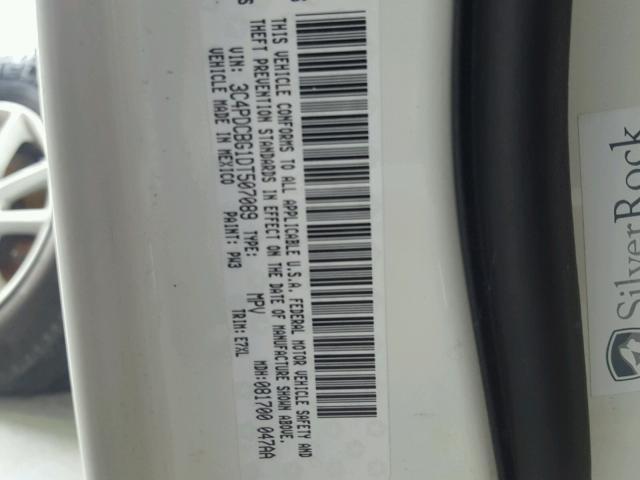 THIS VEHICLE CONFORMS TO ALL APPLICABLE U.S.A. FEDERAL MOTOR VEHICLE SAFETY AND
THEFT PREVENTION STANDARDS IN EFFECT ON THE DATE OF MANUFACTURE SHOWN ABOVE.
VIN: 3C4PDCBG1DT507089 TYPE: MPV MDH:081700 047AA
VEHICLE MADE IN MEXICO PAINT: PW3 TRIM: E7XL
SilverRock